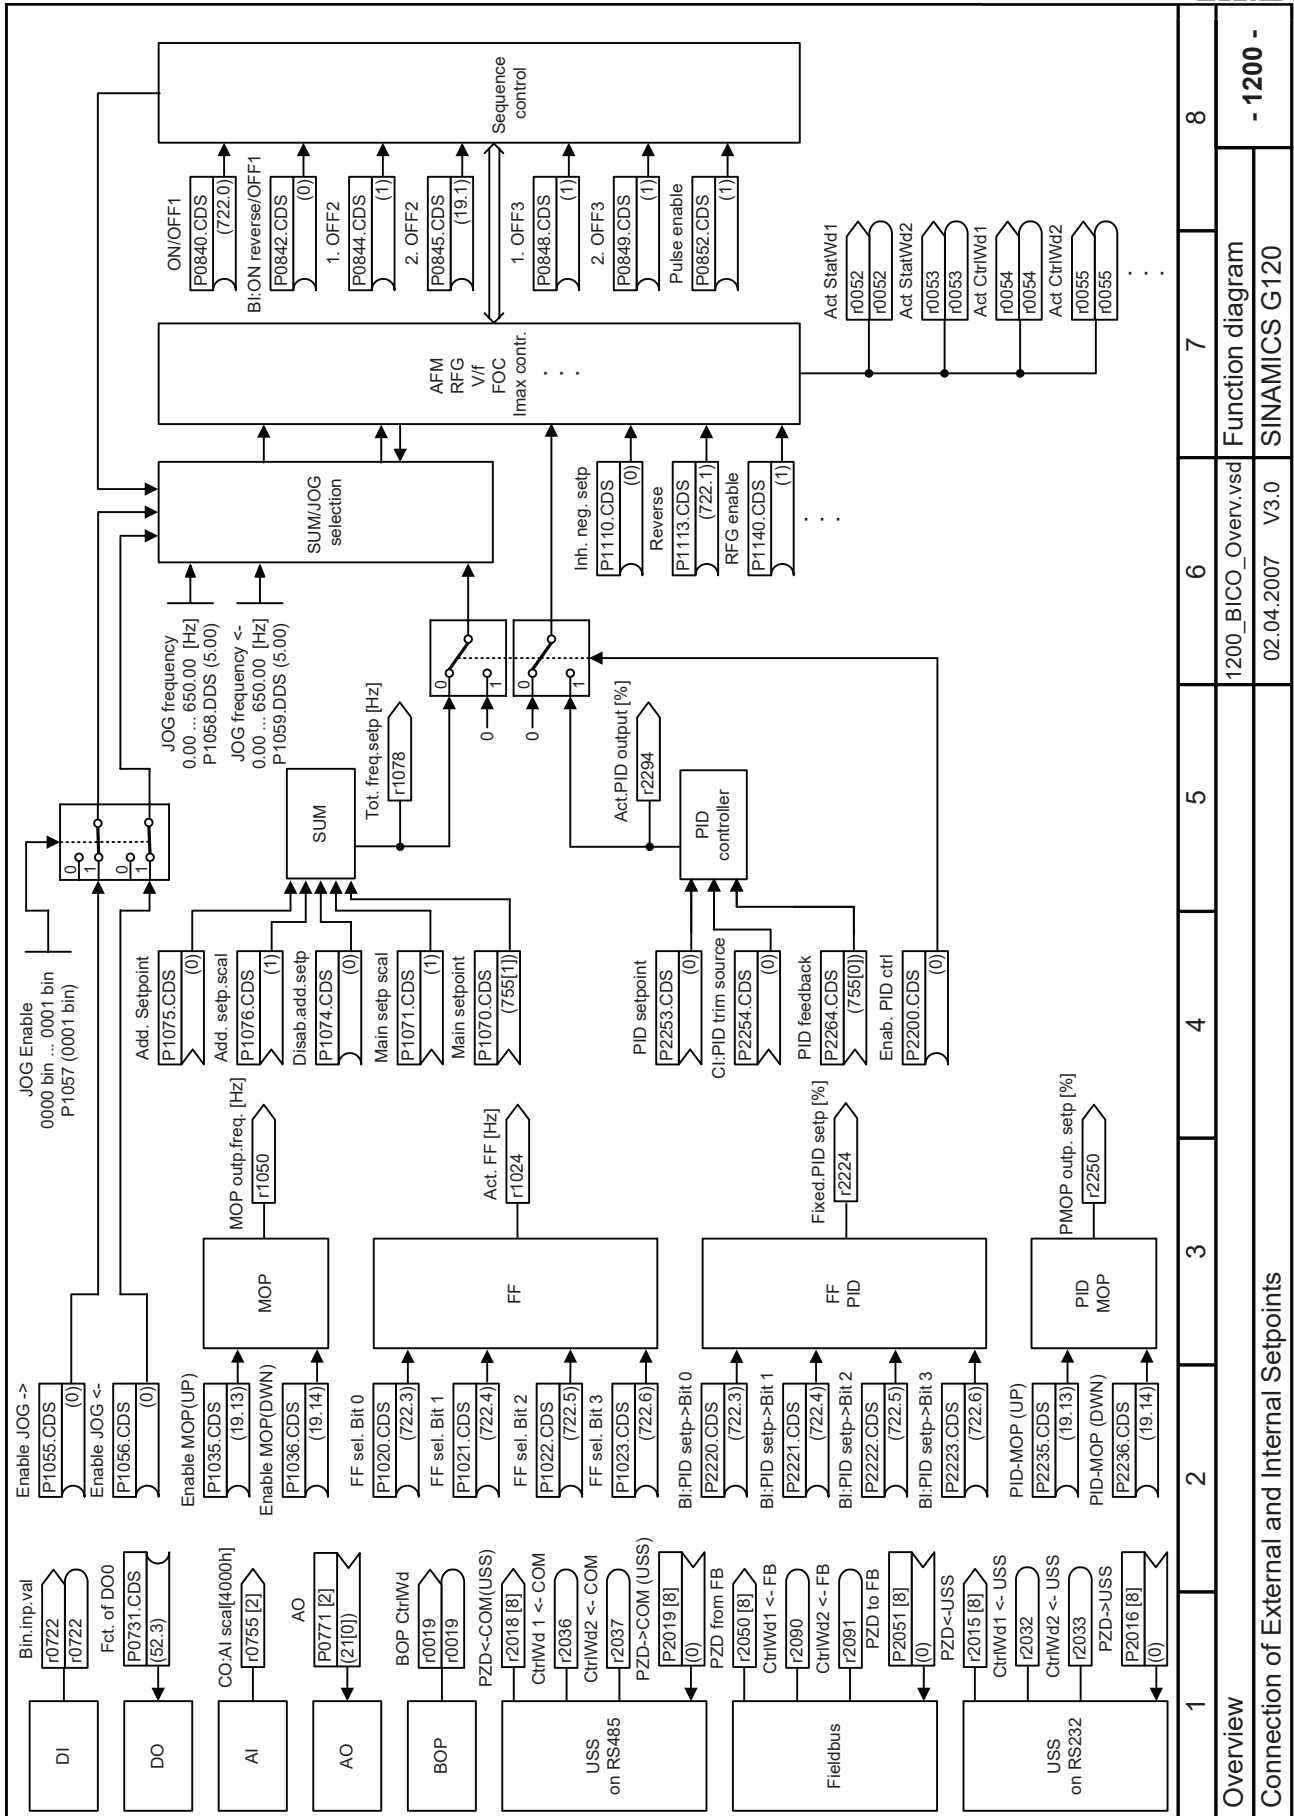 DI
Bin.inp.val
r0722
r0722
DO
Fct. of DO0
P0731.CDS
(52.3)
AI
CO:AI scal[4000h]
r0755 [2]
AO
AO
P0771 [2]
(21[0])
BOP
BOP CtrlWd
r0019
r0019
USS
on RS485
PZD<-COM(USS)
r2018 [8]
CtrlWd 1 <- COM
r2036
CtrlWd2 <- COM
r2037
PZD->COM (USS)
P2019 [8]
(0)
Fieldbus
PZD from FB
r2050 [8]
CtrlWd1 <- FB
r2090
CtrlWd2 <- FB
r2091
PZD to FB
P2051 [8]
(0)
USS
on RS232
PZD<-USS
r2015 [8]
CtrlWd1 <- USS
r2032
CtrlWd2 <- USS
r2033
PZD->USS
P2016 [8]
(0)
Enable JOG ->
P1055.CDS
(0)
Enable JOG <-
P1056.CDS
(0)
Enable MOP(UP)
P1035.CDS
(19.13)
Enable MOP(DWN)
P1036.CDS
(19.14)
FF sel. Bit 0
P1020.CDS
(722.3)
FF sel. Bit 1
P1021.CDS
(722.4)
FF sel. Bit 2
P1022.CDS
(722.5)
FF sel. Bit 3
P1023.CDS
(722.6)
BI:PID setp->Bit 0
P2220.CDS
(722.3)
BI:PID setp->Bit 1
P2221.CDS
(722.4)
BI:PID setp->Bit 2
P2222.CDS
(722.5)
BI:PID setp->Bit 3
P2223.CDS
(722.6)
PID-MOP (UP)
P2235.CDS
(19.13)
PID-MOP (DWN)
P2236.CDS
(19.14)
MOP
MOP outp.freq. [Hz]
r1050
FF
Act. FF [Hz]
r1024
FF
PID
Fixed.PID setp [%]
r2224
PID
MOP
PMOP outp. setp [%]
r2250
JOG Enable
0000 bin ... 0001 bin
P1057 (0001 bin)
Add. Setpoint
P1075.CDS
(0)
Add. setp.scal
P1076.CDS
(1)
Disab.add.setp
P1074.CDS
(0)
Main setp scal
P1071.CDS
(1)
Main setpoint
P1070.CDS
(755[1])
PID setpoint
P2253.CDS
(0)
CI:PID trim source
P2254.CDS
(0)
PID feedback
P2264.CDS
(755[0])
Enab. PID ctrl
P2200.CDS
(0)
0
1
0
1
SUM
Tot. freq.setp [Hz]
r1078
PID
controller
Act.PID output [%]
r2294
JOG frequency
0.00 ... 650.00 [Hz]
P1058.DDS (5.00)
JOG frequency <-
0.00 ... 650.00 [Hz]
P1059.DDS (5.00)
0
1
0
0
1
0
SUM/JOG
selection
Inh. neg. setp
P1110.CDS
(0)
Reverse
P1113.CDS
(722.1)
RFG enable
P1140.CDS
(1)
. . .
AFM
RFG
V/f
FOC
Imax contr.
. . .
Act StatWd1
r0052
r0052
Act StatWd2
r0053
r0053
Act CtrlWd1
r0054
r0054
Act CtrlWd2
r0055
r0055
. . .
ON/OFF1
P0840.CDS
(722.0)
BI:ON reverse/OFF1
P0842.CDS
(0)
1. OFF2
P0844.CDS
(1)
2. OFF2
P0845.CDS
(19.1)
1. OFF3
P0848.CDS
(1)
2. OFF3
P0849.CDS
(1)
Pulse enable
P0852.CDS
(1)
Sequence
control
1 2 3 4 5 6 7 8
Overview
Connection of External and Internal Setpoints
1200_BICO_Overv.vsd
02.04.2007 V3.0
Function diagram
SINAMICS G120
- 1200 -